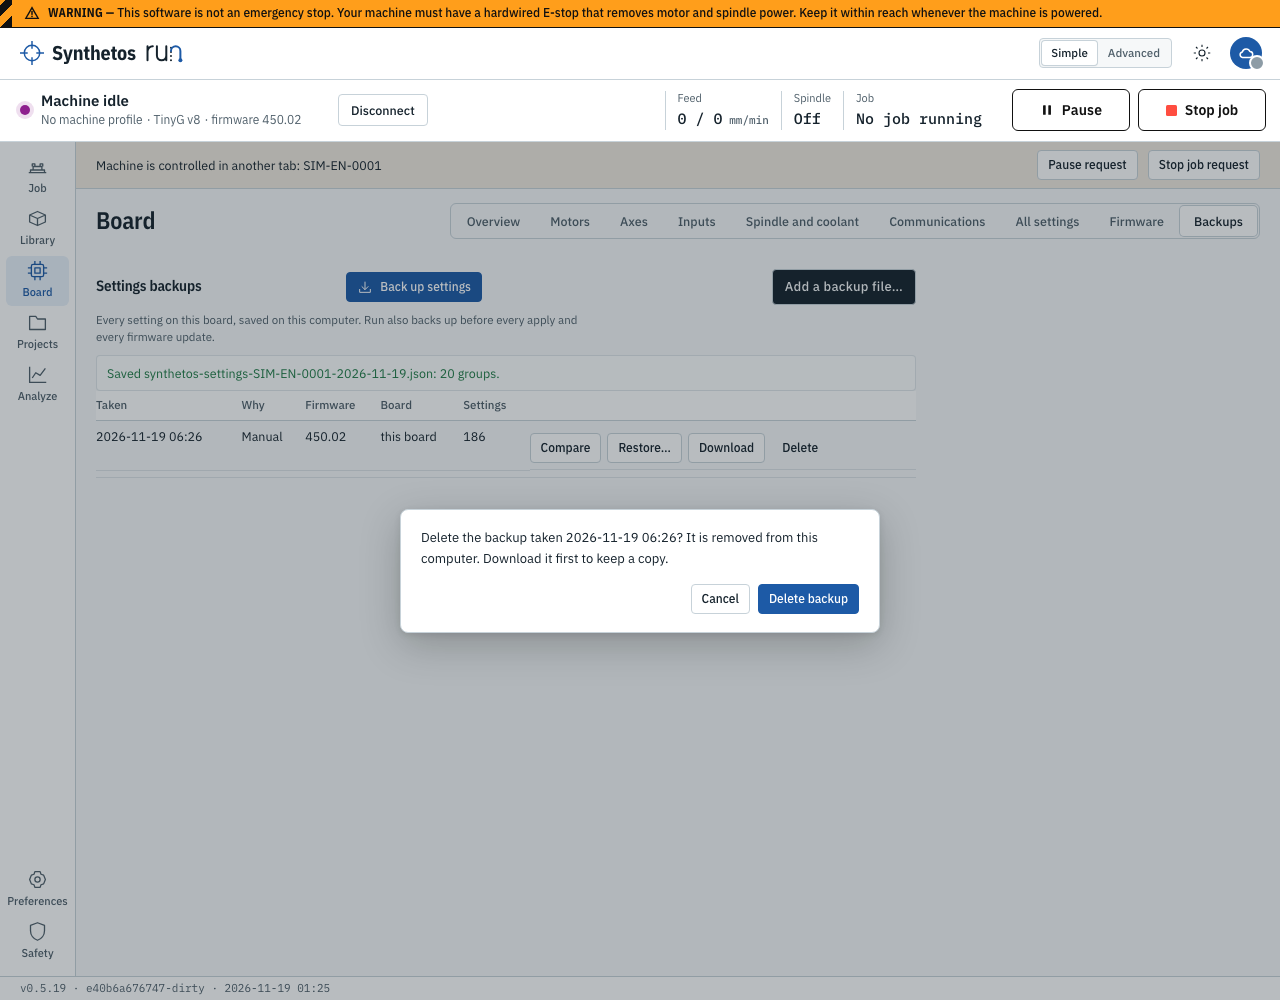 WARNING — This software is not an emergency stop. Your machine must have a hardwired E-stop that removes motor and spindle power. Keep it within reach whenever the machine is powered.
Synthetos run
Simple Advanced
Machine idle
No machine profile · TinyG v8 · firmware 450.02
Disconnect
Feed
0 / 0 mm/min
Spindle
Off
Job
No job running
Pause
Stop job
Job
Library
Board
Projects
Analyze
Preferences
Safety
Machine is controlled in another tab: SIM-EN-0001
Pause request
Stop job request
Board
Overview Motors Axes Inputs Spindle and coolant Communications All settings Firmware Backups
Settings backups
Back up settings
Add a backup file...
Every setting on this board, saved on this computer. Run also backs up before every apply and
every firmware update.
Saved synthetos-settings-SIM-EN-0001-2026-11-19.json: 20 groups.
Taken Why Firmware Board Settings
2026-11-19 06:26 Manual 450.02 this board 186 Compare Restore... Download Delete
Delete the backup taken 2026-11-19 06:26? It is removed from this
computer. Download it first to keep a copy.
Cancel
Delete backup
v0.5.19 · e40b6a676747-dirty · 2026-11-19 01:25